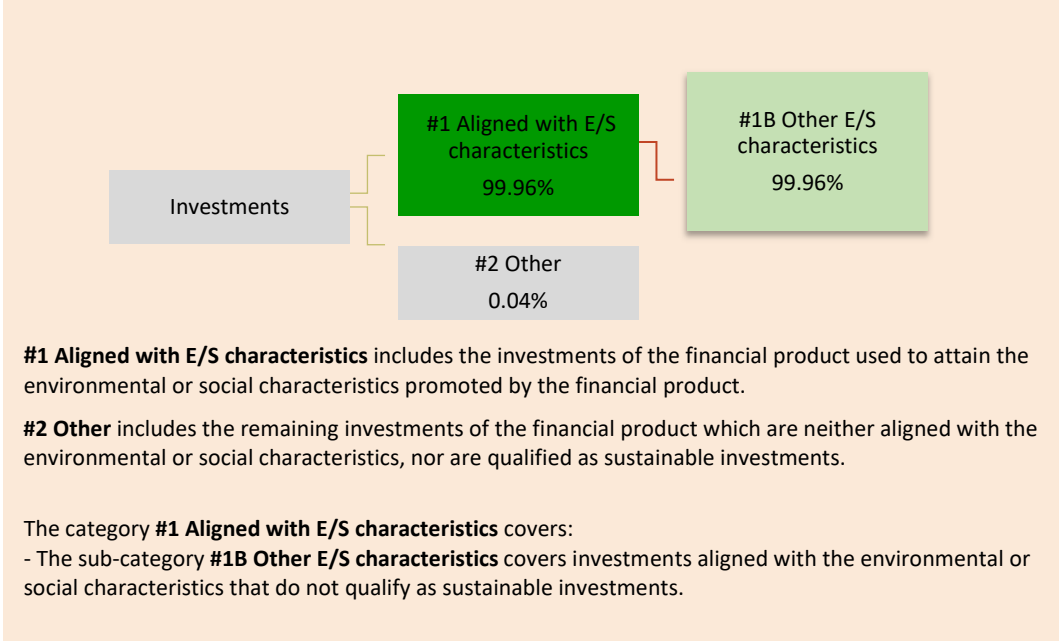 #1 Aligned with E/S
characteristics
99.96%
#1B Other E/S
characteristics
99.96%
Investments
#2 Other
0.04%
#1 Aligned with E/S characteristics includes the investments of the financial product used to attain the
environmental or social characteristics promoted by the financial product.
#2 Other includes the remaining investments of the financial product which are neither aligned with the
environmental or social characteristics, nor are qualified as sustainable investments.
The category #1 Aligned with E/S characteristics covers:
- The sub-category #1B Other E/S characteristics covers investments aligned with the environmental or
social characteristics that do not qualify as sustainable investments.